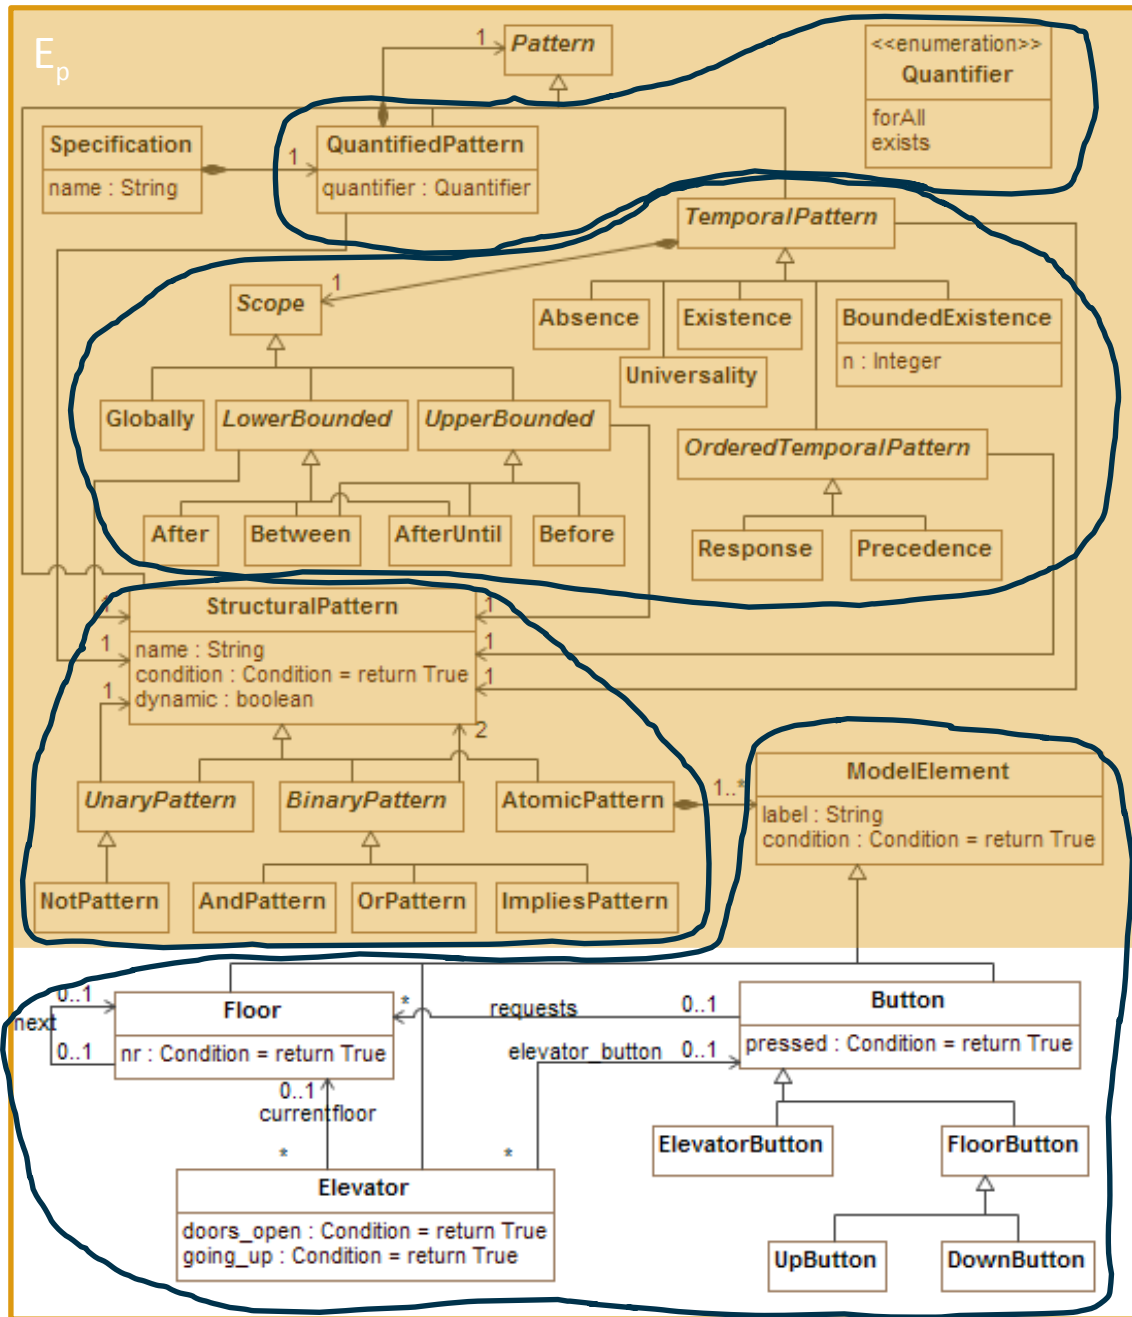 E_p
1
Pattern
<<enumeration>>
Quantifier
forAll
exists
Specification
name : String
1
QuantifiedPattern
quantifier : Quantifier
TemporalPattern
1
Scope
Absence
Existence
BoundedExistence
n : Integer
Universality
Globally
LowerBounded
UpperBounded
OrderedTemporalPattern
After
Between
AfterUntil
Before
Response
Precedence
StructuralPattern
name : String
condition : Condition = return True
dynamic : boolean
1
1
1
1
1
1
2
UnaryPattern
BinaryPattern
AtomicPattern
1..*
ModelElement
label : String
condition : Condition = return True
NotPattern
AndPattern
OrPattern
ImpliesPattern
0..1
next
0..1
Floor
nr : Condition = return True
*
requests
0..1
Button
pressed : Condition = return True
elevator_button
0..1
0..1
currentfloor
*
*
ElevatorButton
FloorButton
Elevator
doors_open : Condition = return True
going_up : Condition = return True
UpButton
DownButton